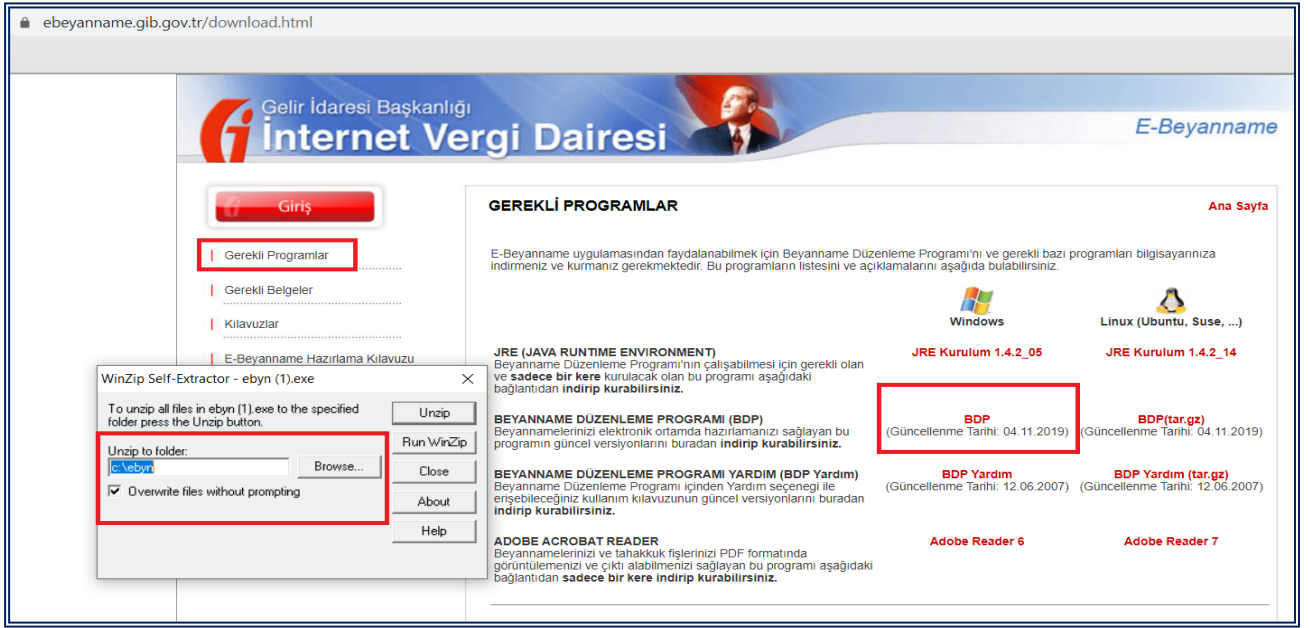 ebeyanname.gib.gov.tr/download.html
Gelir İdaresi Başkanlığı
İnternet Vergi Dairesi
E-Beyanname
Giriş
Gerekli Programlar
Gerekli Belgeler
Kılavuzlar
E-Beyanname Hazırlama Kılavuzu
GEREKLİ PROGRAMLAR
Ana Sayfa
E-Beyanname uygulamasından faydalanabilmek için Beyanname Düzenleme Programı'nı ve gerekli bazı programları bilgisayarınıza
indirmeniz ve kurmanız gerekmektedir. Bu programların listesini ve açıklamalarını aşağıda bulabilirsiniz.
Windows
Linux (Ubuntu, Suse, ...)
JRE (JAVA RUNTIME ENVIRONMENT)
Beyanname Düzenleme Programı'nın çalışabilmesi için gerekli olan
ve sadece bir kere kurulacak olan bu programı aşağıdaki
bağlantıdan indirip kurabilirsiniz.
JRE Kurulum 1.4.2_05
JRE Kurulum 1.4.2_14
BEYANNAME DÜZENLEME PROGRAMI (BDP)
Beyannamelerinizi elektronik ortamda hazırlamanızı sağlayan bu
programın güncel versiyonlarını buradan indirip kurabilirsiniz.
BDP
(Güncellenme Tarihi: 04.11.2019)
BDP(tar.gz)
(Güncellenme Tarihi: 04.11.2019)
BEYANNAME DÜZENLEME PROGRAMI YARDIM (BDP Yardım)
Beyanname Düzenleme Programı içinden Yardım seçenegi ile
erişebileceğiniz kullanım kılavuzunun güncel versiyonlarını buradan
indirip kurabilirsiniz.
BDP Yardım
(Güncellenme Tarihi: 12.06.2007)
BDP Yardım (tar.gz)
(Güncellenme Tarihi: 12.06.2007)
ADOBE ACROBAT READER
Beyannamelerinizi ve tahakkuk fişlerinizi PDF formatında
görüntülemenizi ve çıktı alabilmenizi sağlayan bu programı aşağıdaki
bağlantıdan sadece bir kere indirip kurabilirsiniz.
Adobe Reader 6
Adobe Reader 7
WinZip Self-Extractor - ebyn (1).exe
To unzip all files in ebyn (1).exe to the specified
folder press the Unzip button.
Unzip to folder:
c:\ebyn
Browse...
Overwrite files without prompting
Unzip
Run WinZip
Close
About
Help